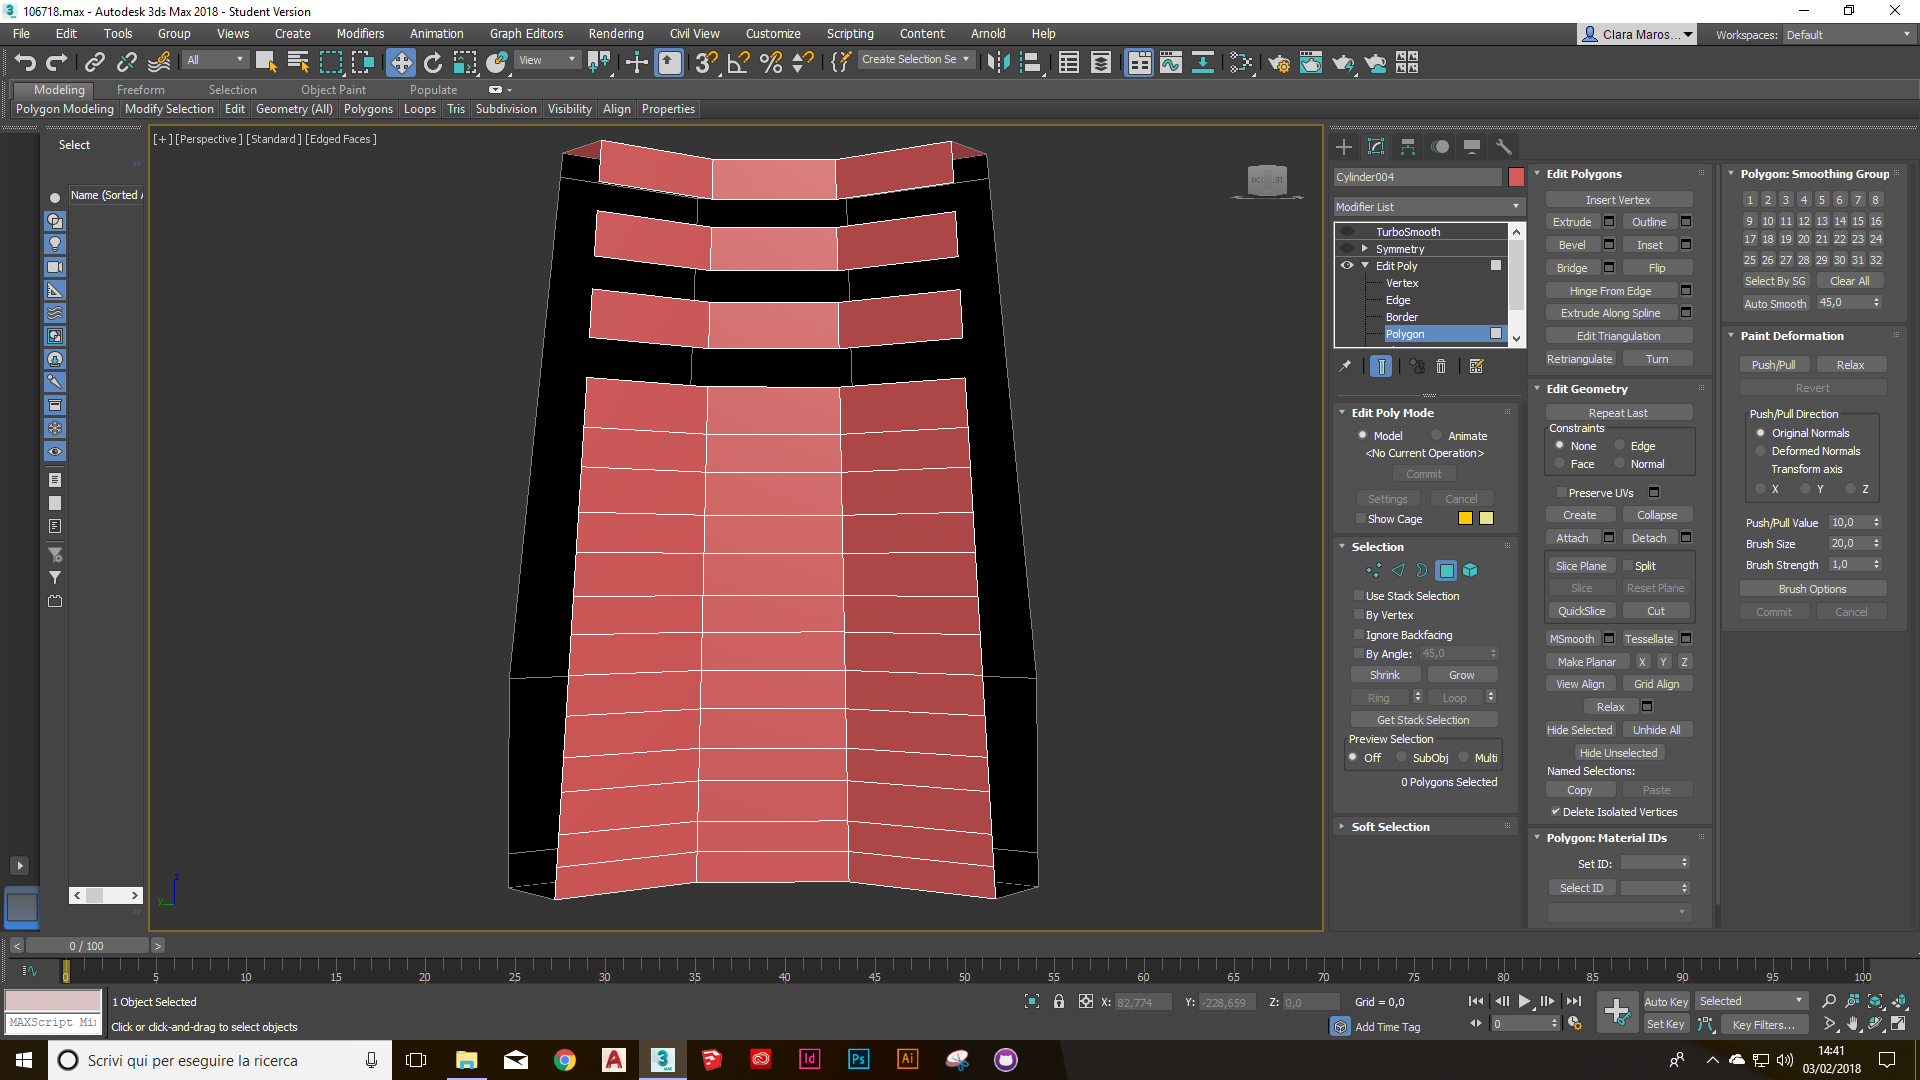 106718.max - Autodesk 3ds Max 2018 - Student Version
File Edit Tools Group Views Create Modifiers Animation Graph Editors Rendering Civil View Customize Scripting Content Arnold Help
Clara Maros... Workspaces: Default
All View Create Selection Se
Modeling Freeform Selection Object Paint Populate
Polygon Modeling Modify Selection Edit Geometry (All) Polygons Loops Tris Subdivision Visibility Align Properties
Select
Name (Sorted A
[+] [Perspective ] [Standard ] [Edged Faces ]
z
y
Cylinder004
Modifier List
TurboSmooth
Symmetry
Edit Poly
Vertex
Edge
Border
Polygon
Edit Poly Mode
Model Animate
<No Current Operation>
Commit
Settings Cancel
Show Cage
Selection
Use Stack Selection
By Vertex
Ignore Backfacing
By Angle: 45,0
Shrink Grow
Ring Loop
Get Stack Selection
Preview Selection
Off SubObj Multi
0 Polygons Selected
Soft Selection
Edit Polygons
Insert Vertex
Extrude Outline
Bevel Inset
Bridge Flip
Hinge From Edge
Extrude Along Spline
Edit Triangulation
Retriangulate Turn
Edit Geometry
Repeat Last
Constraints
None Edge
Face Normal
Preserve UVs
Create Collapse
Attach Detach
Slice Plane Split
Slice Reset Plane
QuickSlice Cut
MSmooth Tessellate
Make Planar X Y Z
View Align Grid Align
Relax
Hide Selected Unhide All
Hide Unselected
Named Selections:
Copy Paste
Delete Isolated Vertices
Polygon: Material IDs
Set ID:
Select ID
Polygon: Smoothing Group
1 2 3 4 5 6 7 8
9 10 11 12 13 14 15 16
17 18 19 20 21 22 23 24
25 26 27 28 29 30 31 32
Select By SG Clear All
Auto Smooth 45,0
Paint Deformation
Push/Pull Relax
Revert
Push/Pull Direction
Original Normals
Deformed Normals
Transform axis
X Y Z
Push/Pull Value 10,0
Brush Size 20,0
Brush Strength 1,0
Brush Options
Commit Cancel
< 0 / 100 >
0 5 10 15 20 25 30 35 40 45 50 55 60 65 70 75 80 85 90 95 100
1 Object Selected
X: 82,774 Y: -228,659 Z: 0,0 Grid = 0,0
Auto Key Selected
MAXScript Mi
Click or click-and-drag to select objects
Add Time Tag
0
Set Key Key Filters...
Scrivi qui per eseguire la ricerca
14:41
03/02/2018